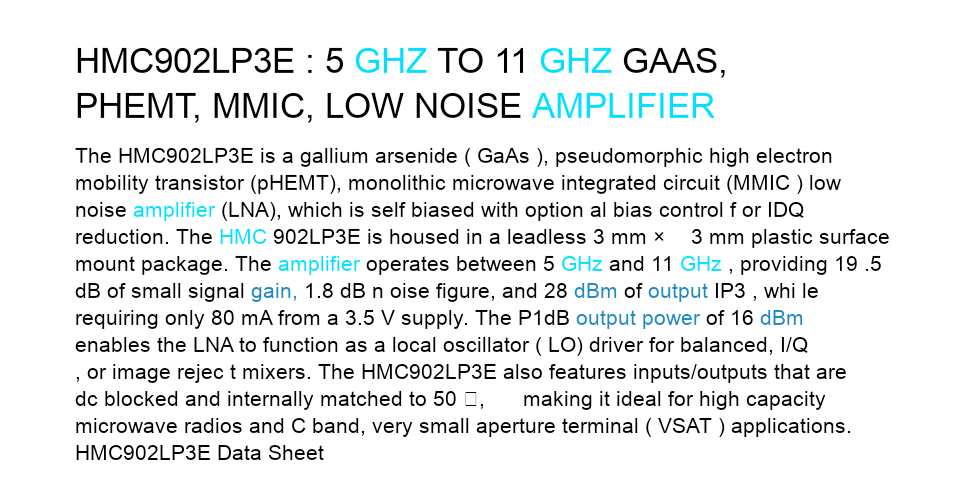 HMC902LP3E : 5 GHZ TO 11 GHZ GAAS,
PHEMT, MMIC, LOW NOISE AMPLIFIER
The HMC902LP3E is a gallium arsenide ( GaAs ), pseudomorphic high electron
mobility transistor (pHEMT), monolithic microwave integrated circuit (MMIC ) low
noise amplifier (LNA), which is self biased with option al bias control f or IDQ
reduction. The HMC 902LP3E is housed in a leadless 3 mm × 3 mm plastic surface
mount package. The amplifier operates between 5 GHz and 11 GHz , providing 19 .5
dB of small signal gain, 1.8 dB n oise figure, and 28 dBm of output IP3 , whi le
requiring only 80 mA from a 3.5 V supply. The P1dB output power of 16 dBm
enables the LNA to function as a local oscillator ( LO) driver for balanced, I/Q
, or image rejec t mixers. The HMC902LP3E also features inputs/outputs that are
dc blocked and internally matched to 50 , making it ideal for high capacity
microwave radios and C band, very small aperture terminal ( VSAT ) applications.
HMC902LP3E Data Sheet